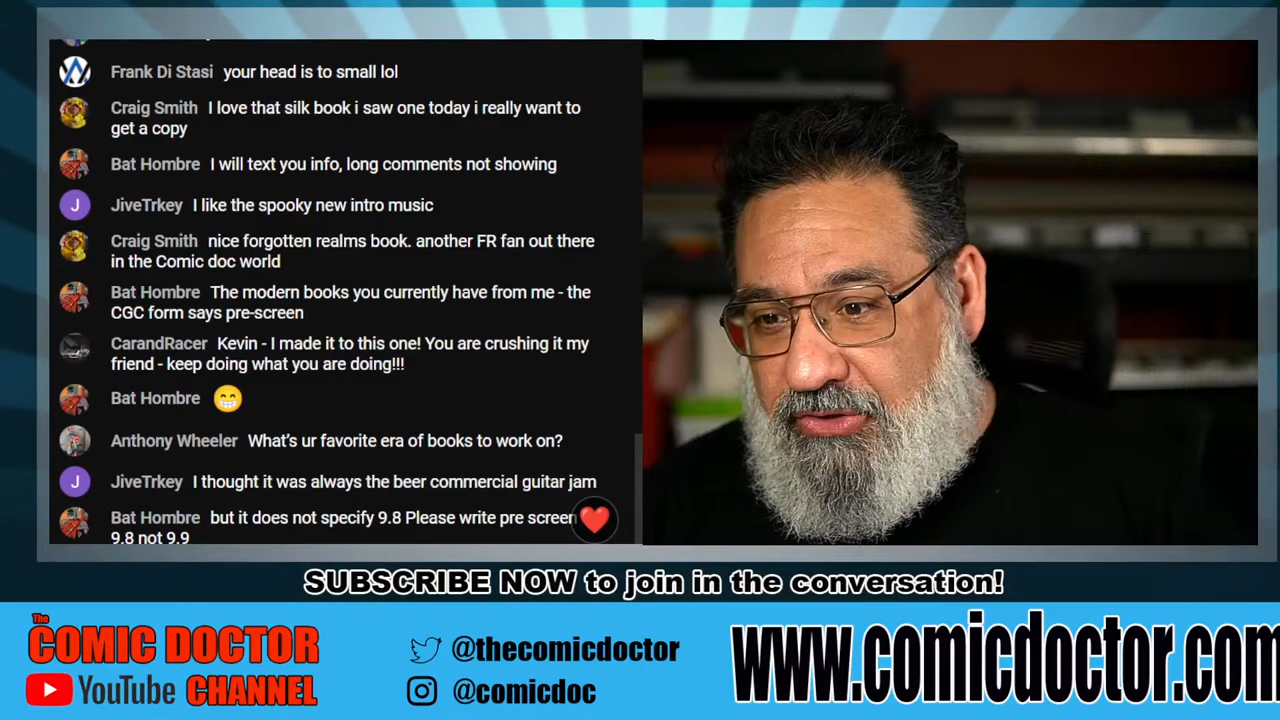 Frank Di Stasi your head is to small lol
Craig Smith I love that silk book i saw one today i really want to
get a copy
Bat Hombre I will text you info, long comments not showing
J JiveTrkey I like the spooky new intro music
Craig Smith nice forgotten realms book. another FR fan out there
in the Comic doc world
Bat Hombre The modern books you currently have from me - the
CGC form says pre-screen
CarandRacer Kevin - I made it to this one! You are crushing it my
friend - keep doing what you are doing!!!
Bat Hombre 😁
Anthony Wheeler What's ur favorite era of books to work on?
J JiveTrkey I thought it was always the beer commercial guitar jam
Bat Hombre but it does not specify 9.8 Please write pre screen
9.8 not 9.9
SUBSCRIBE NOW to join in the conversation!
The
COMIC DOCTOR
YouTube CHANNEL
@thecomicdoctor
@comicdoc
www.comicdoctor.com